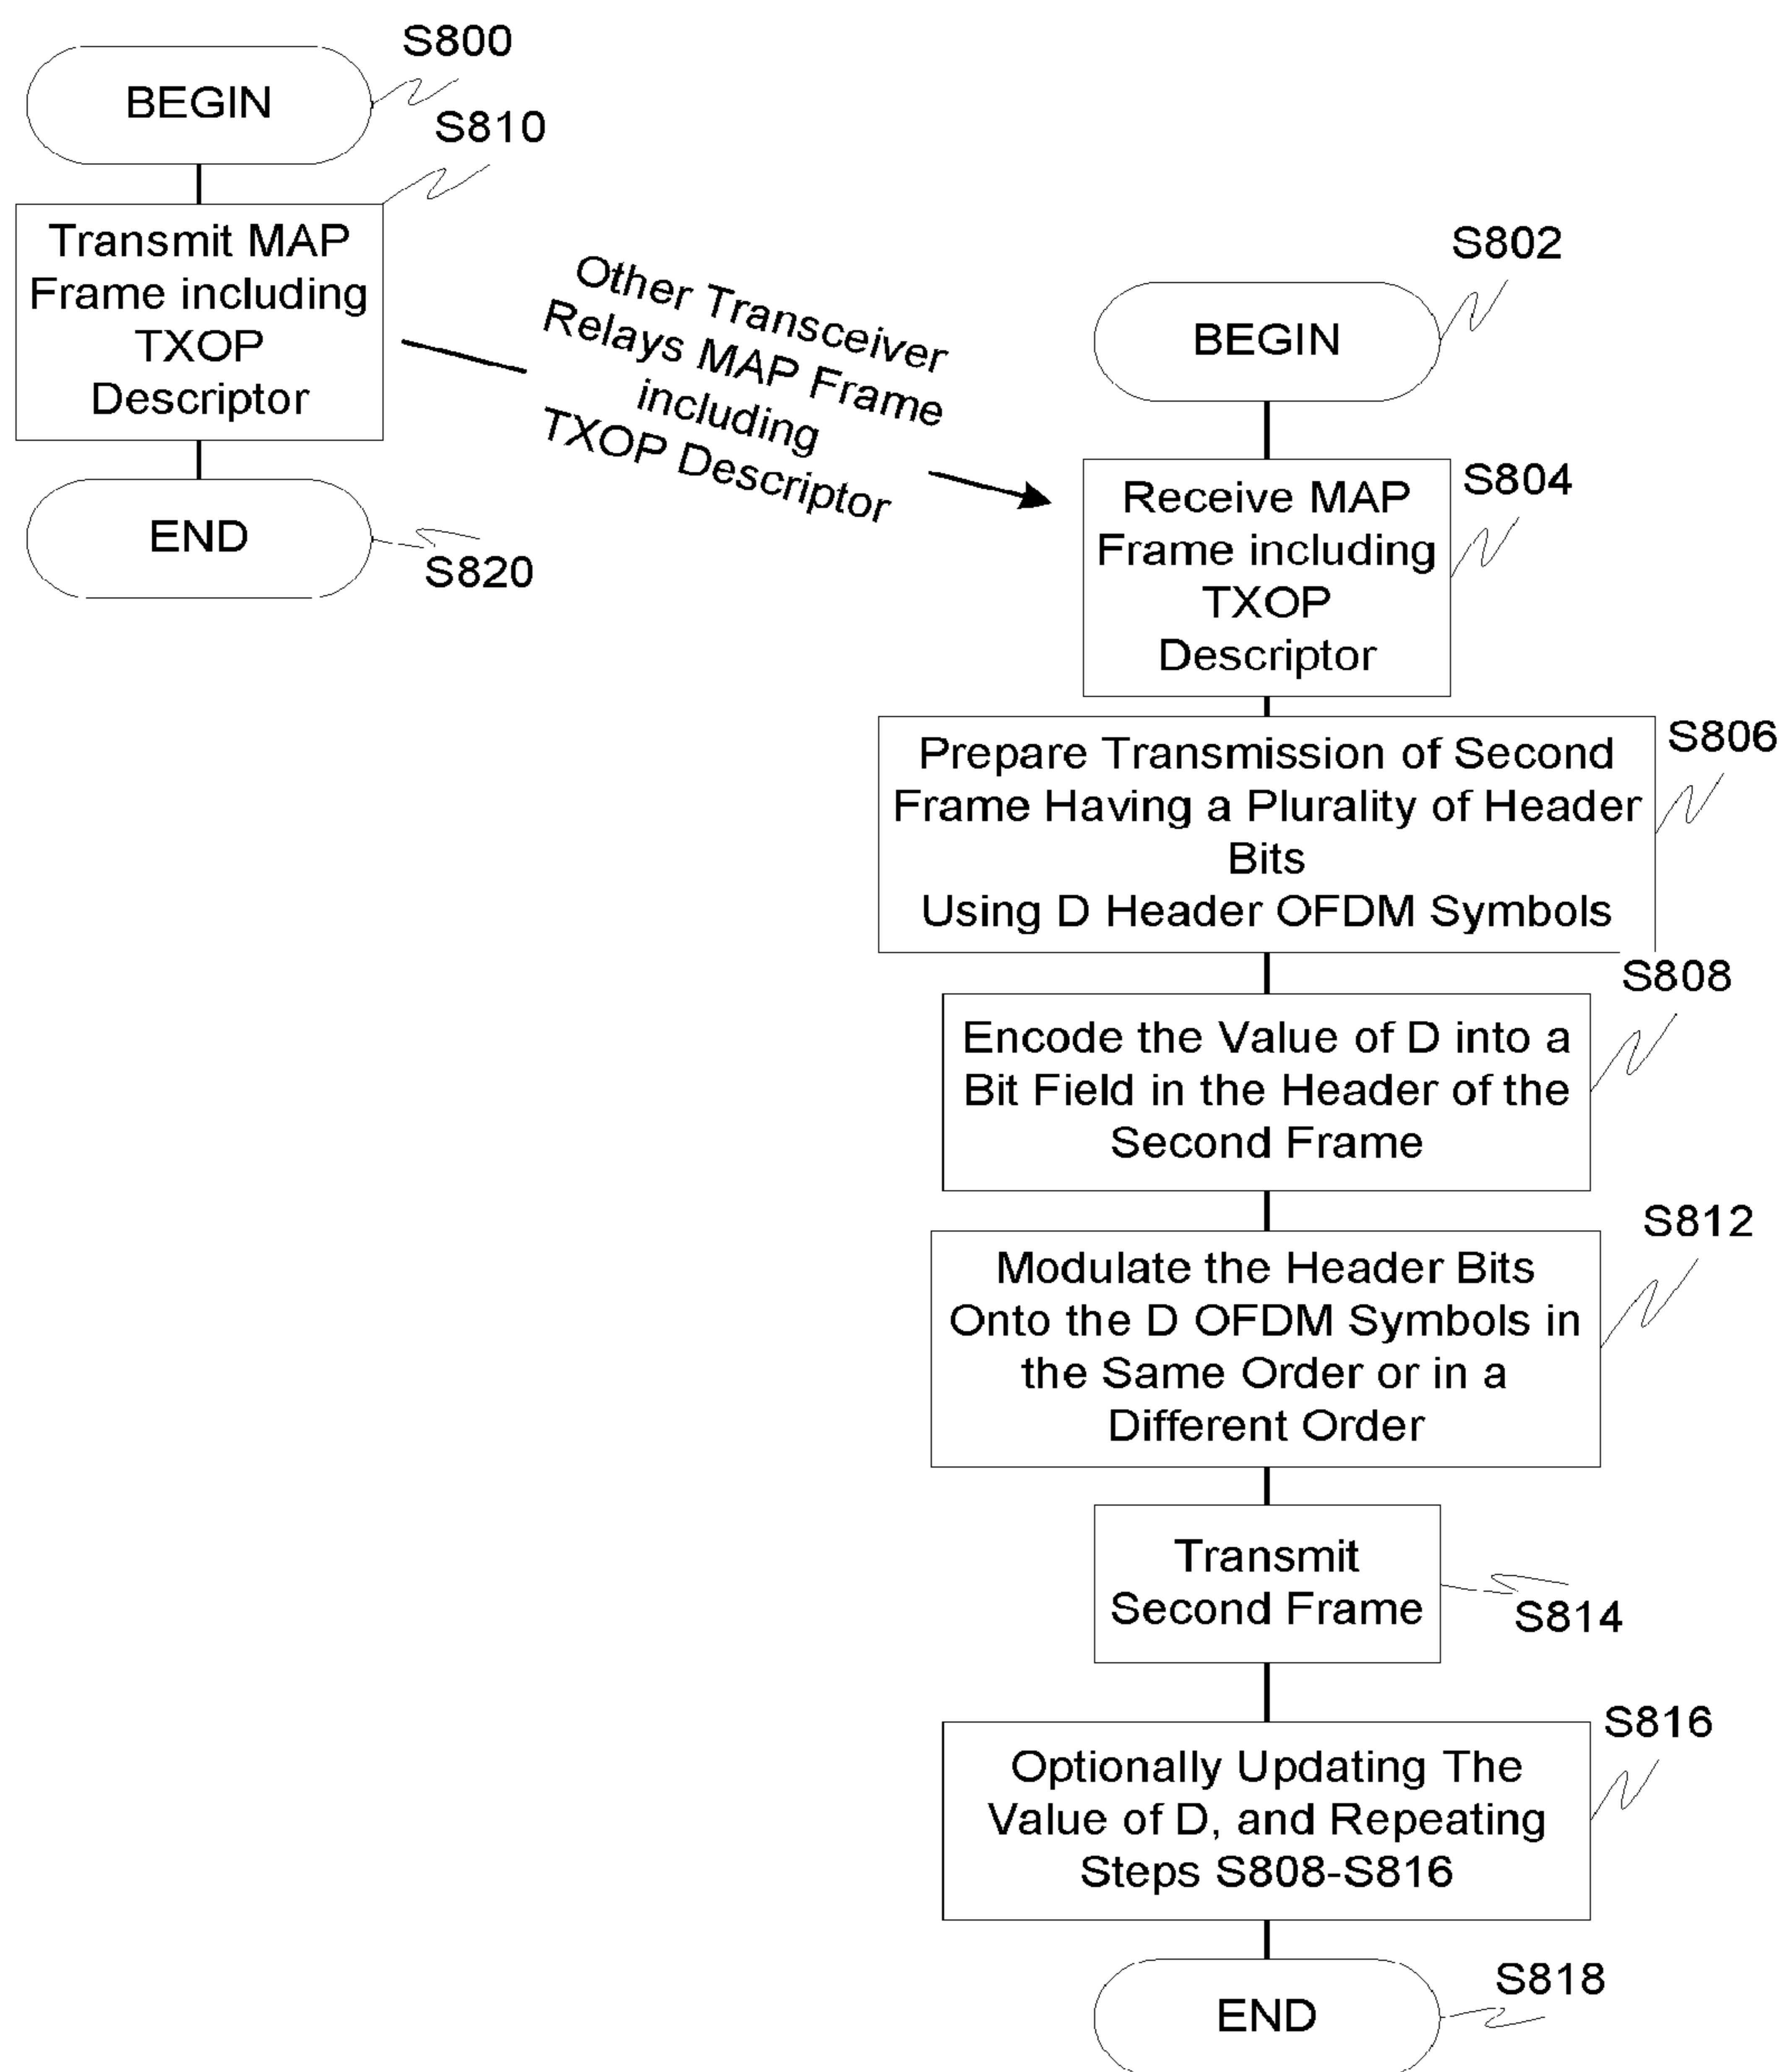 S800
BEGIN
S810
Transmit MAP
Frame including
TXOP
Descriptor
END
S820
Other Transceiver
Relays MAP Frame
including
TXOP Descriptor
S802
BEGIN
S804
Receive MAP
Frame including
TXOP
Descriptor
S806
Prepare Transmission of Second
Frame Having a Plurality of Header
Bits
Using D Header OFDM Symbols
S808
Encode the Value of D into a
Bit Field in the Header of the
Second Frame
S812
Modulate the Header Bits
Onto the D OFDM Symbols in
the Same Order or in a
Different Order
Transmit
Second Frame
S814
S816
Optionally Updating The
Value of D, and Repeating
Steps S808-S816
S818
END